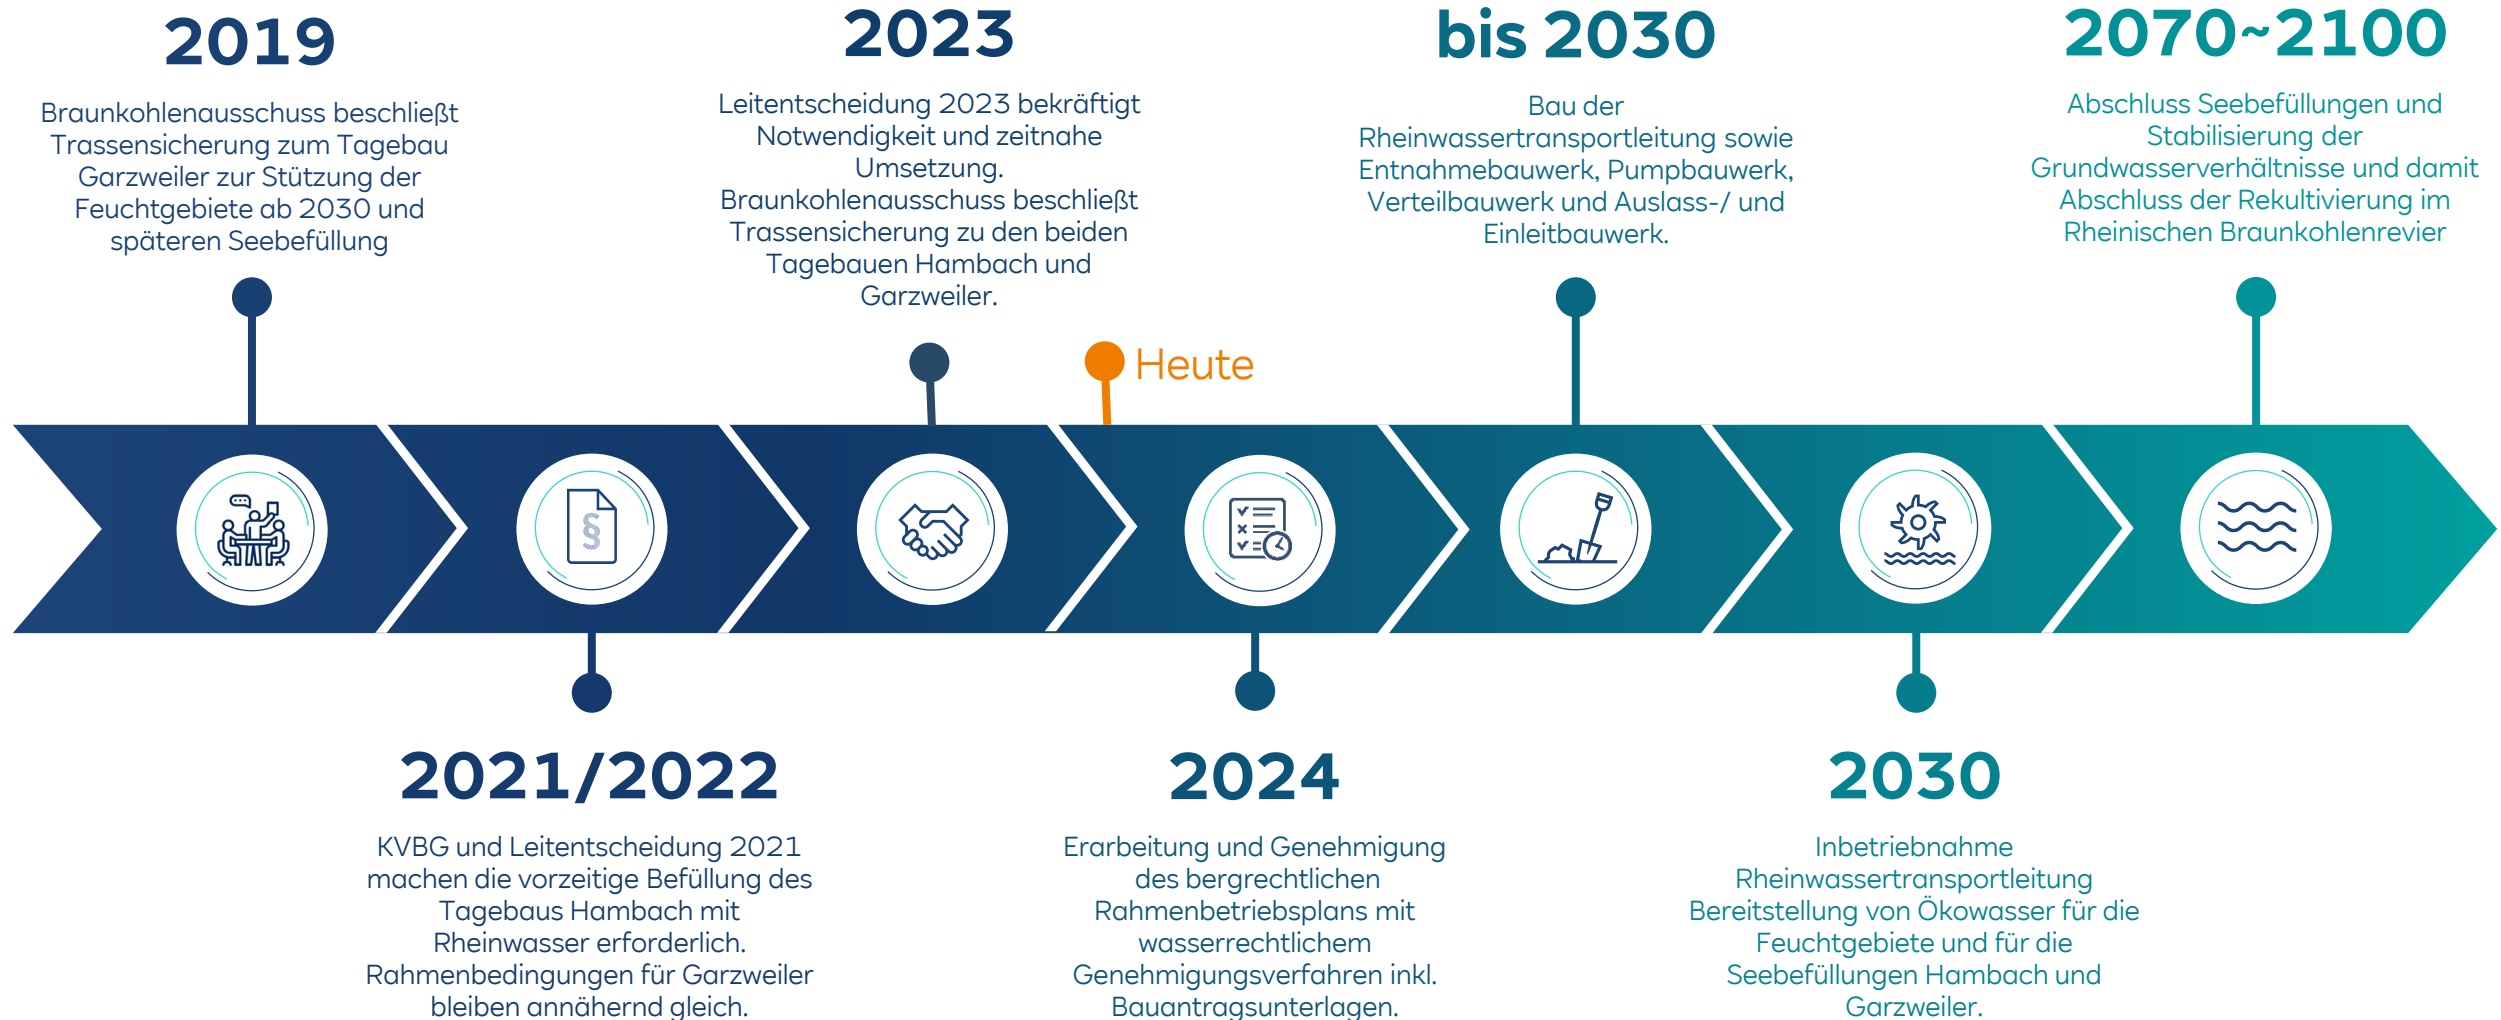 2019
Braunkohlenausschuss beschließt
Trassensicherung zum Tagebau
Garzweiler zur Stützung der
Feuchtgebiete ab 2030 und
späteren Seebefüllung
2023
Leitentscheidung 2023 bekräftigt
Notwendigkeit und zeitnahe
Umsetzung.
Braunkohlenausschuss beschließt
Trassensicherung zu den beiden
Tagebauen Hambach und
Garzweiler.
Heute
bis 2030
Bau der
Rheinwassertransportleitung sowie
Entnahmebauwerk, Pumpbauwerk,
Verteilbauwerk und Auslass-/ und
Einleitbauwerk.
2070~2100
Abschluss Seebefüllungen und
Stabilisierung der
Grundwasserverhältnisse und damit
Abschluss der Rekultivierung im
Rheinischen Braunkohlenrevier
§
2021/2022
KVBG und Leitentscheidung 2021
machen die vorzeitige Befüllung des
Tagebaus Hambach mit
Rheinwasser erforderlich.
Rahmenbedingungen für Garzweiler
bleiben annähernd gleich.
2024
Erarbeitung und Genehmigung
des bergrechtlichen
Rahmenbetriebsplans mit
wasserrechtlichem
Genehmigungsverfahren inkl.
Bauantragsunterlagen.
2030
Inbetriebnahme
Rheinwassertransportleitung
Bereitstellung von Ökowasser für die
Feuchtgebiete und für die
Seebefüllungen Hambach und
Garzweiler.